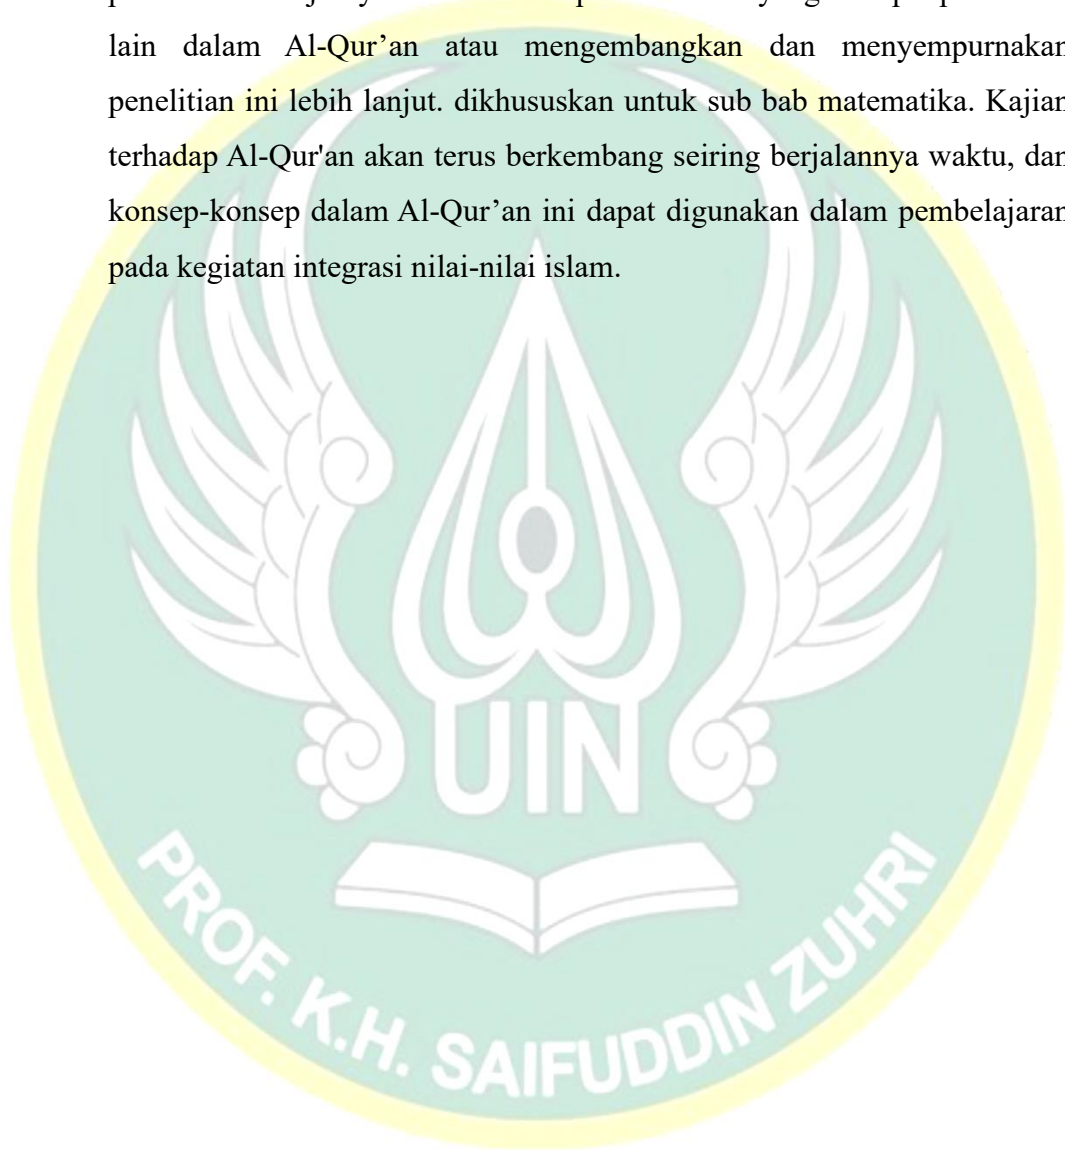 lain dalam Al-Qur’an atau mengembangkan dan menyempurnakan
penelitian ini lebih lanjut. dikhususkan untuk sub bab matematika. Kajian
terhadap Al-Qur'an akan terus berkembang seiring berjalannya waktu, dan
konsep-konsep dalam Al-Qur’an ini dapat digunakan dalam pembelajaran
pada kegiatan integrasi nilai-nilai islam.
UIN
PROF. K.H. SAIFUDDIN ZUHRI